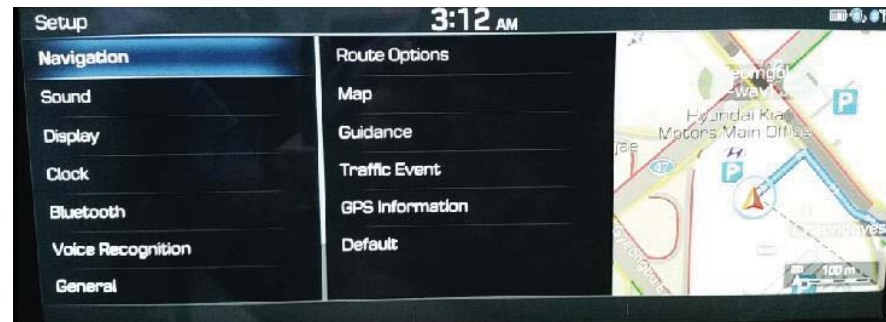 Setup
3:12 AM
Navigation
Sound
Display
Clock
Bluetooth
Voice Recognition
General
Route Options
Map
Guidance
Traffic Event
GPS Information
Default
P
Hyundai Kia
Motors Main Office
47
P
100 m